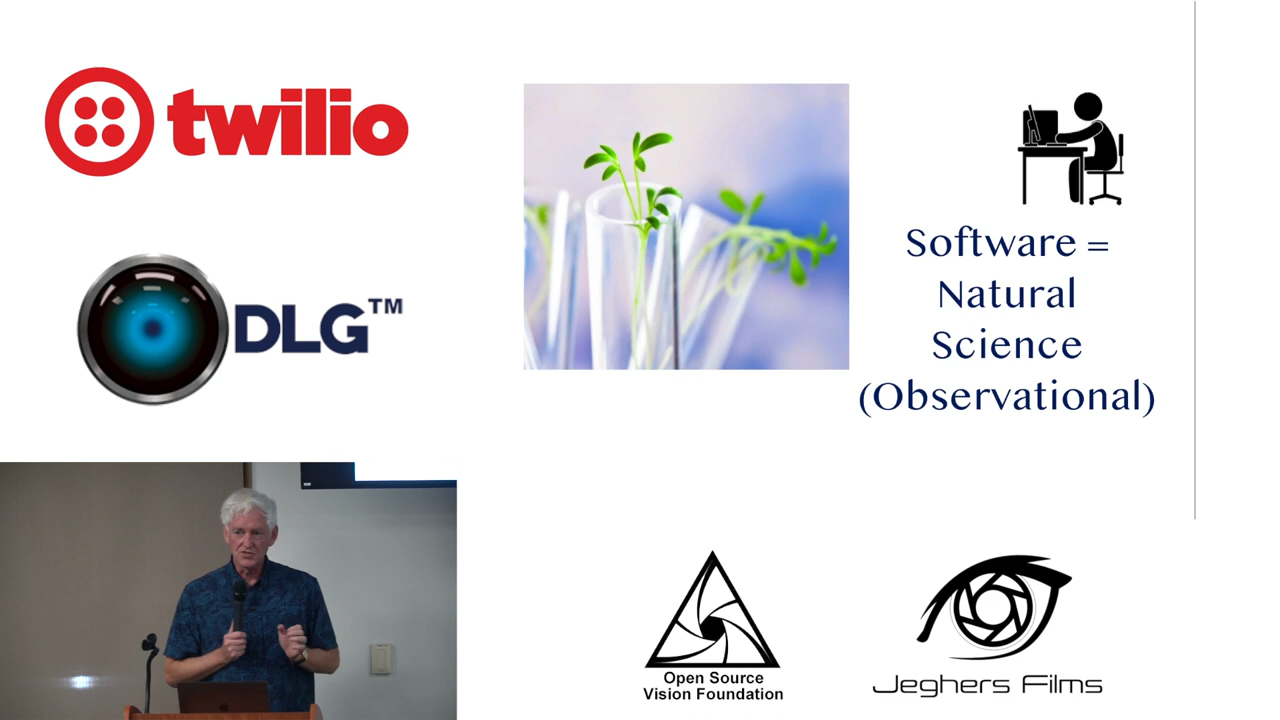 twilio
DLG™
Software =
Natural
Science
(Observational)
Open Source
Vision Foundation
Jeghers Films